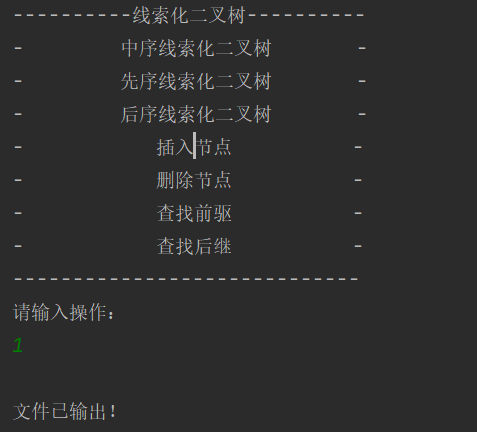 ----------线索化二叉树----------
- 中序线索化二叉树 -
- 先序线索化二叉树 -
- 后序线索化二叉树 -
- 插入节点 -
- 删除节点 -
- 查找前驱 -
- 查找后继 -
-----------------------------
请输入操作：
1
文件已输出！